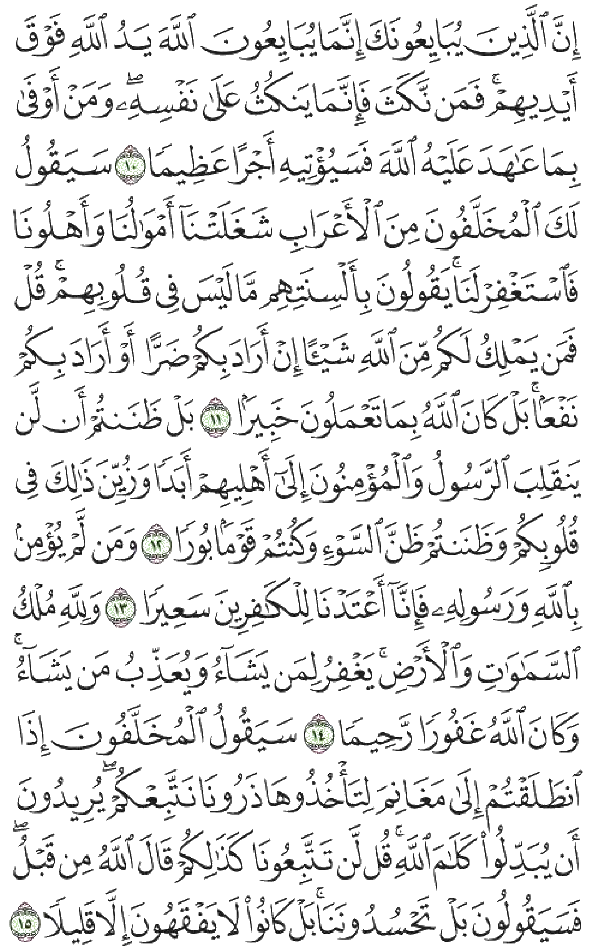 إِنَّ ٱلَّذِينَ يُبَايِعُونَكَ إِنَّمَا يُبَايِعُونَ ٱللَّهَ يَدُ ٱللَّهِ فَوْقَ
أَيْدِيهِمْۚ فَمَن نَّكَثَ فَإِنَّمَا يَنكُثُ عَلَىٰ نَفْسِهِۦۖ وَمَنْ أَوْفَىٰ
بِمَا عَٰهَدَ عَلَيْهُ ٱللَّهَ فَسَيُؤْتِيهِ أَجْرًا عَظِيمًا ١٠ سَيَقُولُ
لَكَ ٱلْمُخَلَّفُونَ مِنَ ٱلْأَعْرَابِ شَغَلَتْنَآ أَمْوَٰلُنَا وَأَهْلُونَا
فَٱسْتَغْفِرْ لَنَاۚ يَقُولُونَ بِأَلْسِنَتِهِم مَّا لَيْسَ فِى قُلُوبِهِمْۚ قُلْ
فَمَن يَمْلِكُ لَكُم مِّنَ ٱللَّهِ شَيْـًٔا إِنْ أَرَادَ بِكُمْ ضَرًّا أَوْ أَرَادَ بِكُمْ
نَفْعًۢاۚ بَلْ كَانَ ٱللَّهُ بِمَا تَعْمَلُونَ خَبِيرًۢا ١١ بَلْ ظَنَنتُمْ أَن لَّن
يَنقَلِبَ ٱلرَّسُولُ وَٱلْمُؤْمِنُونَ إِلَىٰٓ أَهْلِيهِمْ أَبَدًا وَزُيِّنَ ذَٰلِكَ فِى
قُلُوبِكُمْ وَظَنَنتُمْ ظَنَّ ٱلسَّوْءِ وَكُنتُمْ قَوْمًۢا بُورًا ١٢ وَمَن لَّمْ يُؤْمِنۢ
بِٱللَّهِ وَرَسُولِهِۦ فَإِنَّآ أَعْتَدْنَا لِلْكَٰفِرِينَ سَعِيرًا ١٣ وَلِلَّهِ مُلْكُ
ٱلسَّمَٰوَٰتِ وَٱلْأَرْضِۚ يَغْفِرُ لِمَن يَشَآءُ وَيُعَذِّبُ مَن يَشَآءُۚ
وَكَانَ ٱللَّهُ غَفُورًا رَّحِيمًا ١٤ سَيَقُولُ ٱلْمُخَلَّفُونَ إِذَا
ٱنطَلَقْتُمْ إِلَىٰ مَغَانِمَ لِتَأْخُذُوهَا ذَرُونَا نَتَّبِعْكُمْۖ يُرِيدُونَ
أَن يُبَدِّلُوا۟ كَلَٰمَ ٱللَّهِۚ قُل لَّن تَتَّبِعُونَا كَذَٰلِكُمْ قَالَ ٱللَّهُ مِن قَبْلُۖ
فَسَيَقُولُونَ بَلْ تَحْسُدُونَنَاۚ بَلْ كَانُوا۟ لَا يَفْقَهُونَ إِلَّا قَلِيلًا ١٥